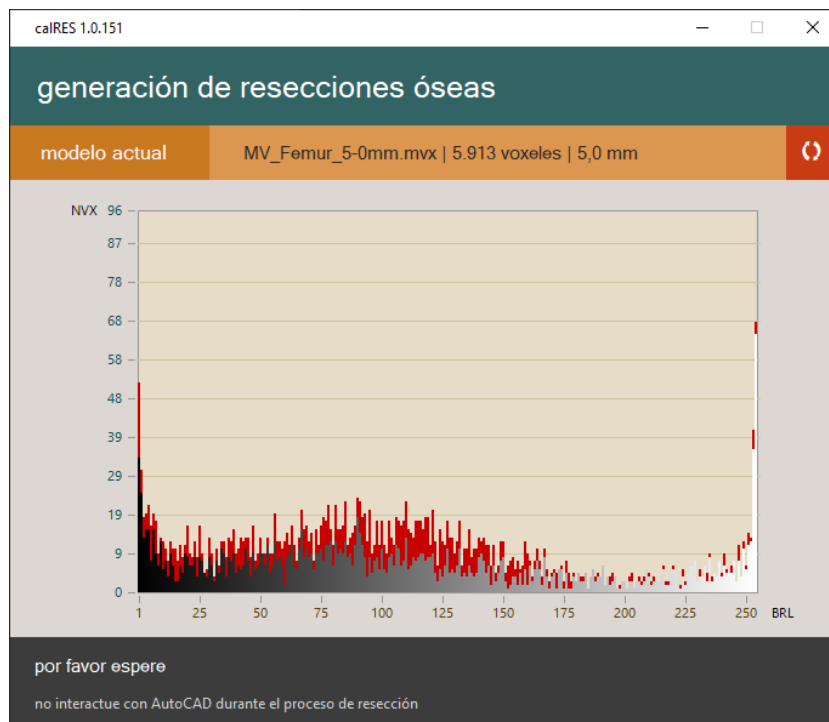 calRES 1.0.151
generación de resecciones óseas
modelo actual
MV_Femur_5-0mm.mvx | 5.913 voxeles | 5,0 mm
NVX 96
87
78
68
58
48
39
29
19
9
0
1 25 50 75 100 125 150 175 200 225 250 BRL
por favor espere
no interactue con AutoCAD durante el proceso de resección